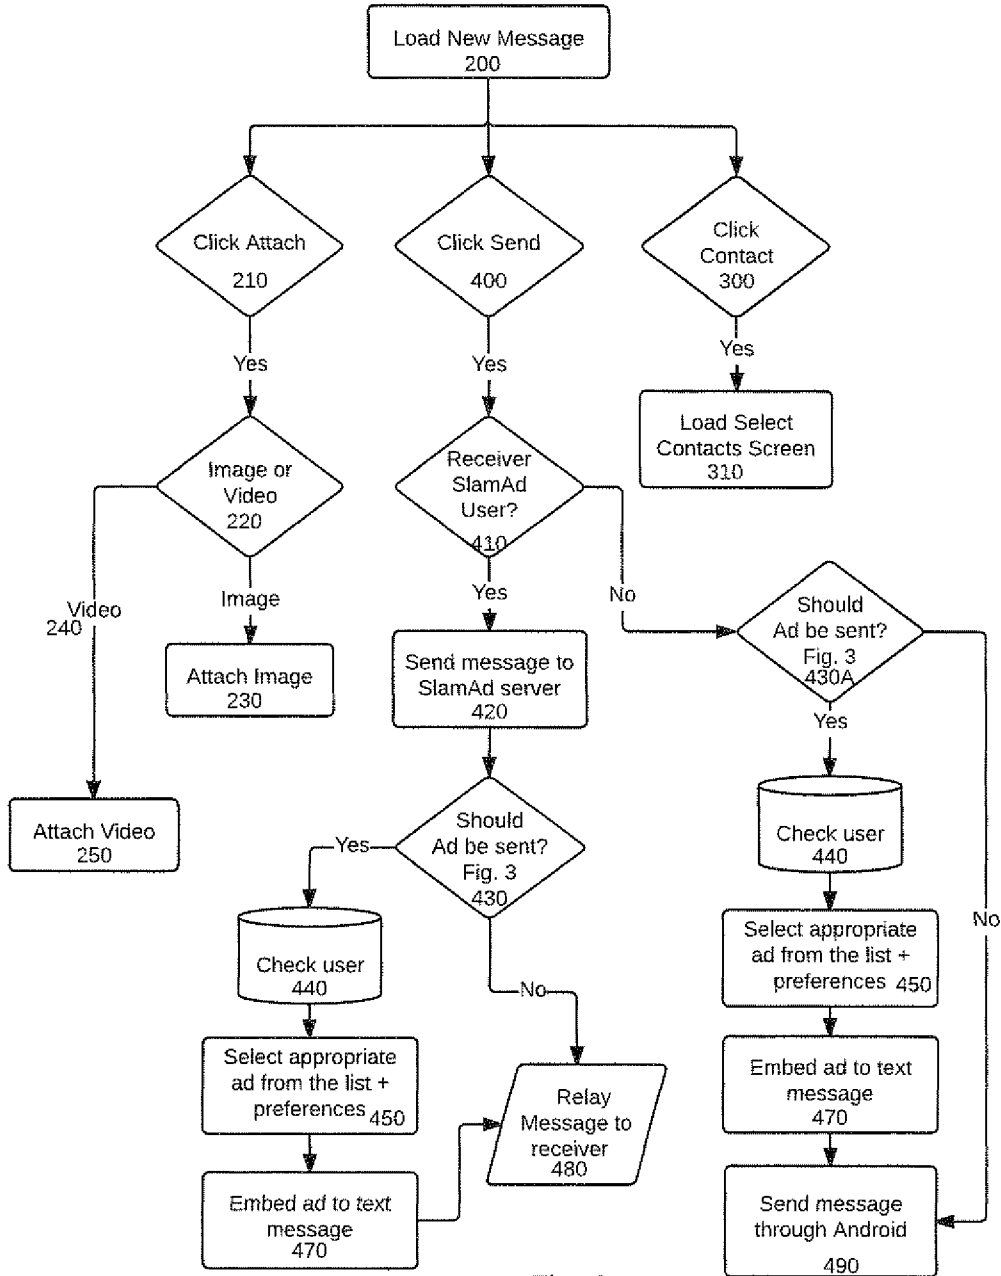 Load New Message
200
Click Attach
210
Click Send
400
Click
Contact
300
Yes
Yes
Yes
Load Select
Contacts Screen
310
Image or
Video
220
Receiver
SlamAd
User?
410
Video
240
Image
Yes
No
Attach Image
230
Send message to
SlamAd server
420
Should
Ad be sent?
Fig. 3
430A
Yes
Attach Video
250
Should
Ad be sent?
Fig. 3
430
Yes
No
Check user
440
No
Check user
440
Select appropriate
ad from the list +
preferences 450
Select appropriate
ad from the list +
preferences 450
Embed ad to text
message
470
Relay
Message to
receiver
480
Embed ad to text
message
470
Send message
through Android
490